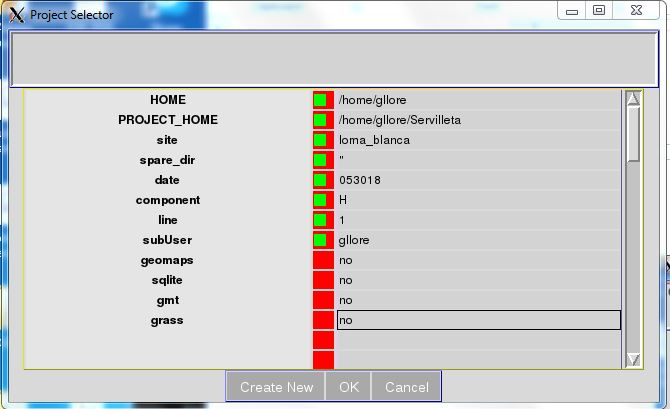 Project Selector
HOME /home/gllore
PROJECT_HOME /home/gllore/Servilleta
site loma_blanca
spare_dir "
date 053018
component H
line 1
subUser gllore
geomaps no
sqlite no
gmt no
grass no
Create New OK Cancel